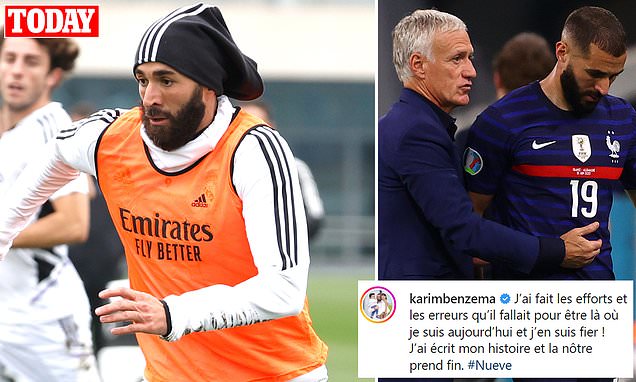 TODAY
Emirates
FLY BETTER
19
karimbenzema J'ai fait les efforts et
les erreurs qu'il fallait pour être là où
je suis aujourd'hui et j'en suis fier !
J'ai écrit mon histoire et la nôtre
prend fin. #Nueve